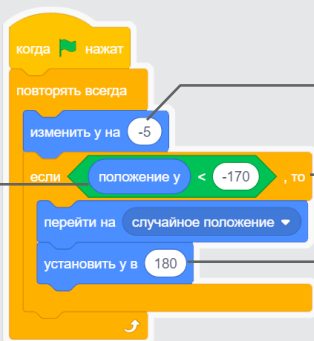 когда нажат
повторять всегда
изменить y на -5
если положение y < -170 , то
перейти на случайное положение
установить y в 180